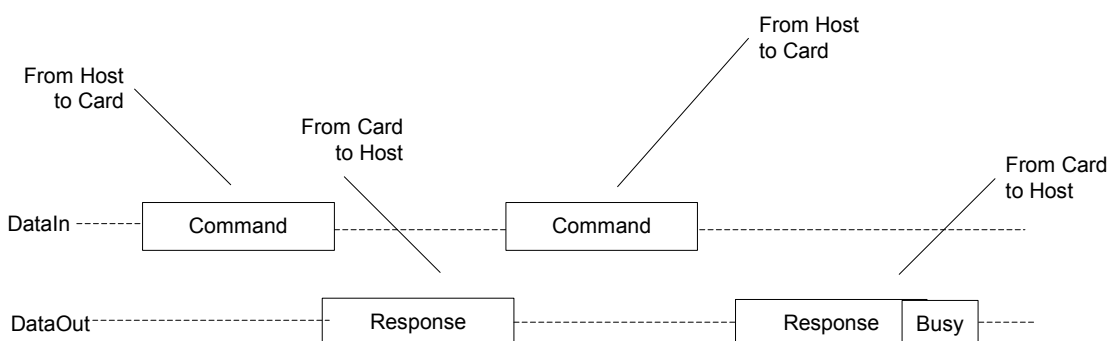 From Host
to Card
From Host
to Card
From Card
to Host
From Card
to Host
DataIn
Command
Command
DataOut
Response
Response
Busy